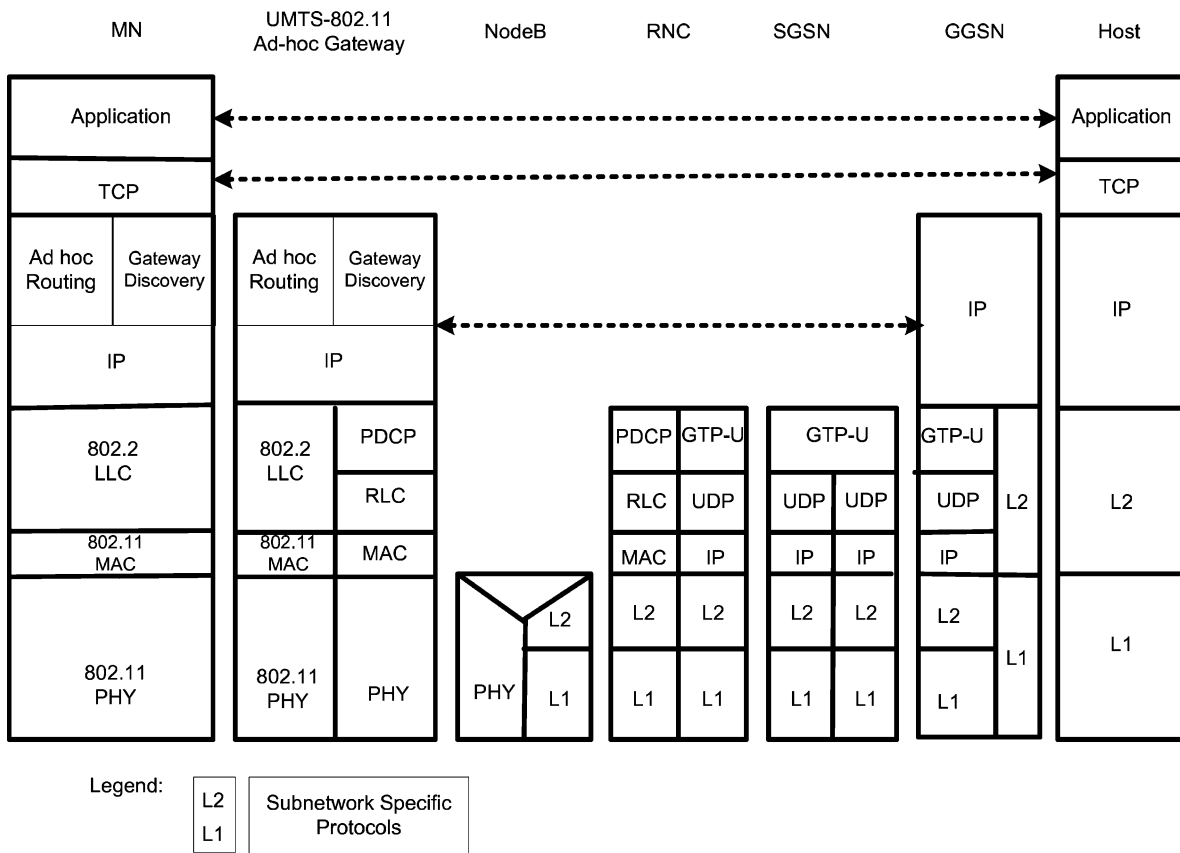 MN
UMTS-802.11
Ad-hoc Gateway
NodeB
RNC
SGSN
GGSN
Host
Application
Application
TCP
TCP
Ad hoc
Routing
Gateway
Discovery
Ad hoc
Routing
Gateway
Discovery
IP
IP
IP
IP
802.2
LLC
802.2
LLC
PDCP
PDCP
GTP-U
GTP-U
GTP-U
RLC
RLC
UDP
UDP
UDP
UDP
L2
L2
802.11
MAC
802.11
MAC
MAC
MAC
IP
IP
IP
IP
L2
L2
L2
L2
L2
L2
802.11
PHY
802.11
PHY
PHY
PHY
L1
L1
L1
L1
L1
L1
L1
L1
Legend:
L2
L1
Subnetwork Specific
Protocols